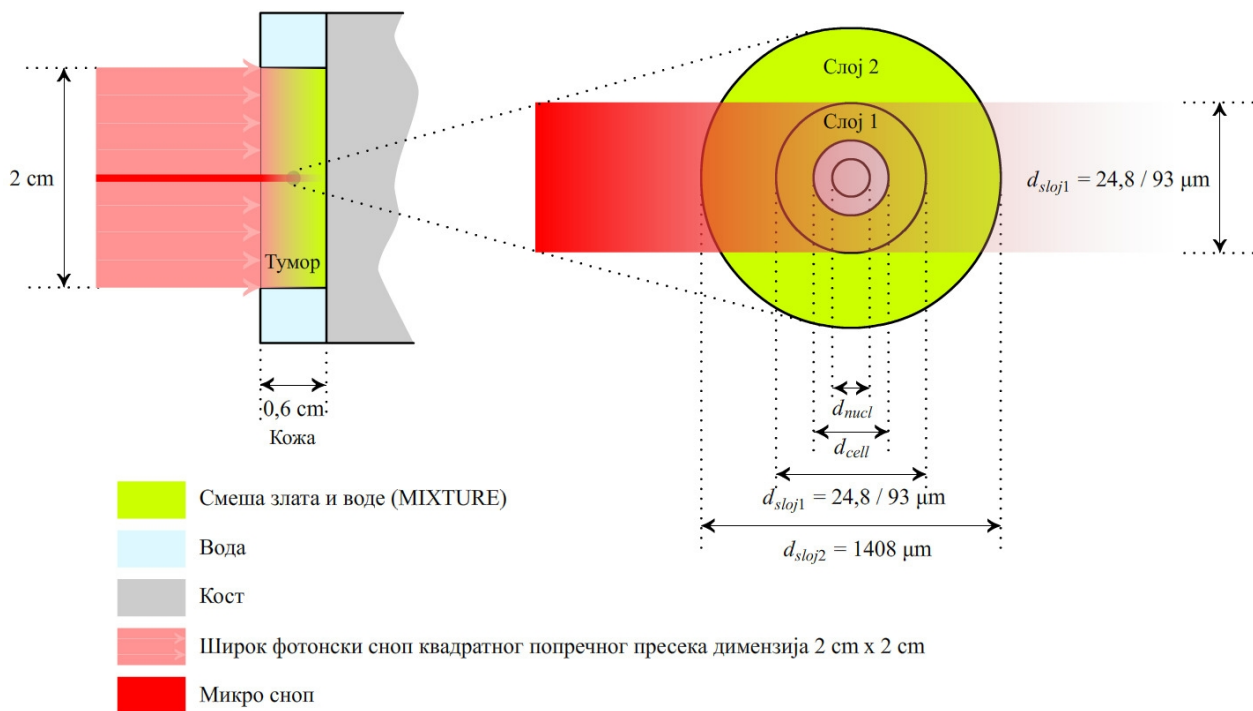 2 cm
Тумор
0,6 cm
Кожа
Слој 2
Слој 1
d_sloj1 = 24,8 / 93 μm
d_nucl
d_cell
d_sloj1 = 24,8 / 93 μm
d_sloj2 = 1408 μm
Смеша злата и воде (MIXTURE)
Вода
Кост
Широк фотонски сноп квадратног попречног пресека димензија 2 cm x 2 cm
Микро сноп